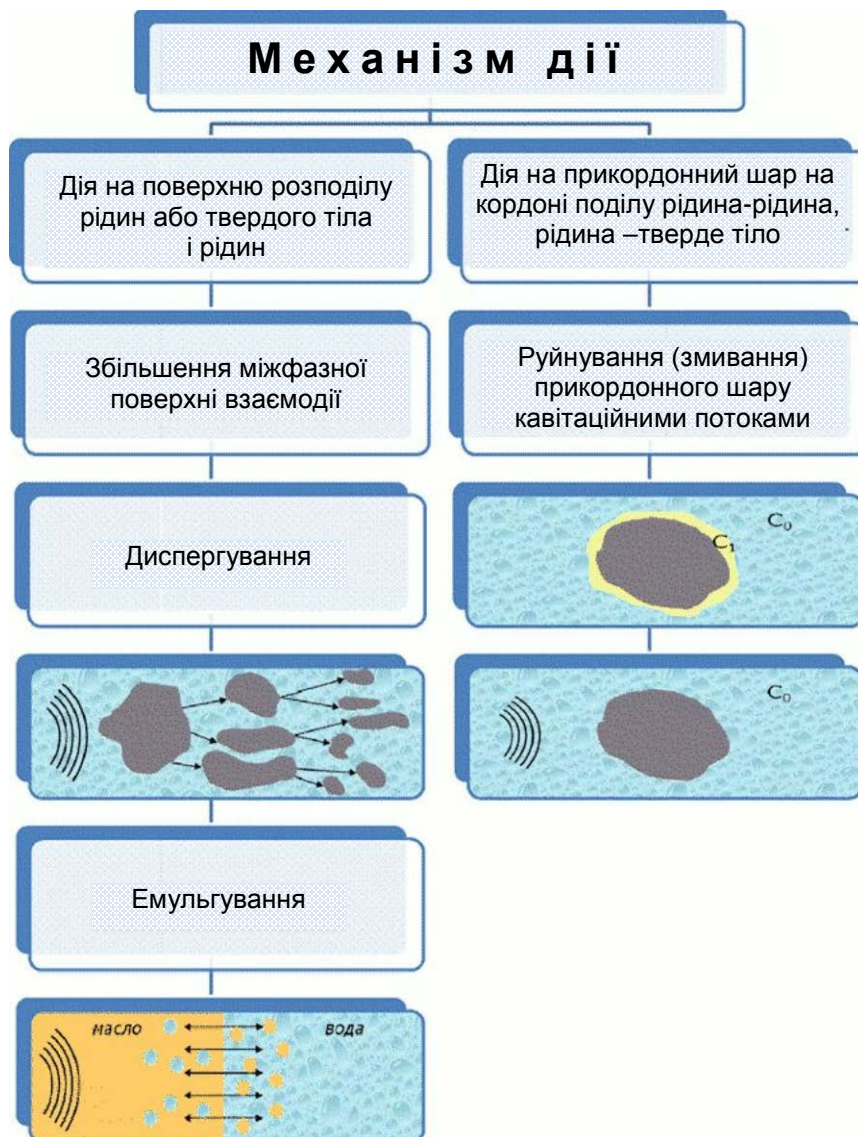 Механізм дії
Дія на поверхню розподілу
рідин або твердого тіла
і рідин
Дія на прикордонний шар на
кордоні поділу рідина-рідина,
рідина –тверде тіло
Збільшення міжфазної
поверхні взаємодії
Руйнування (змивання)
прикордонного шару
кавітаційними потоками
Диспергування
C₀
C₁
C₀
Емульгування
масло
вода